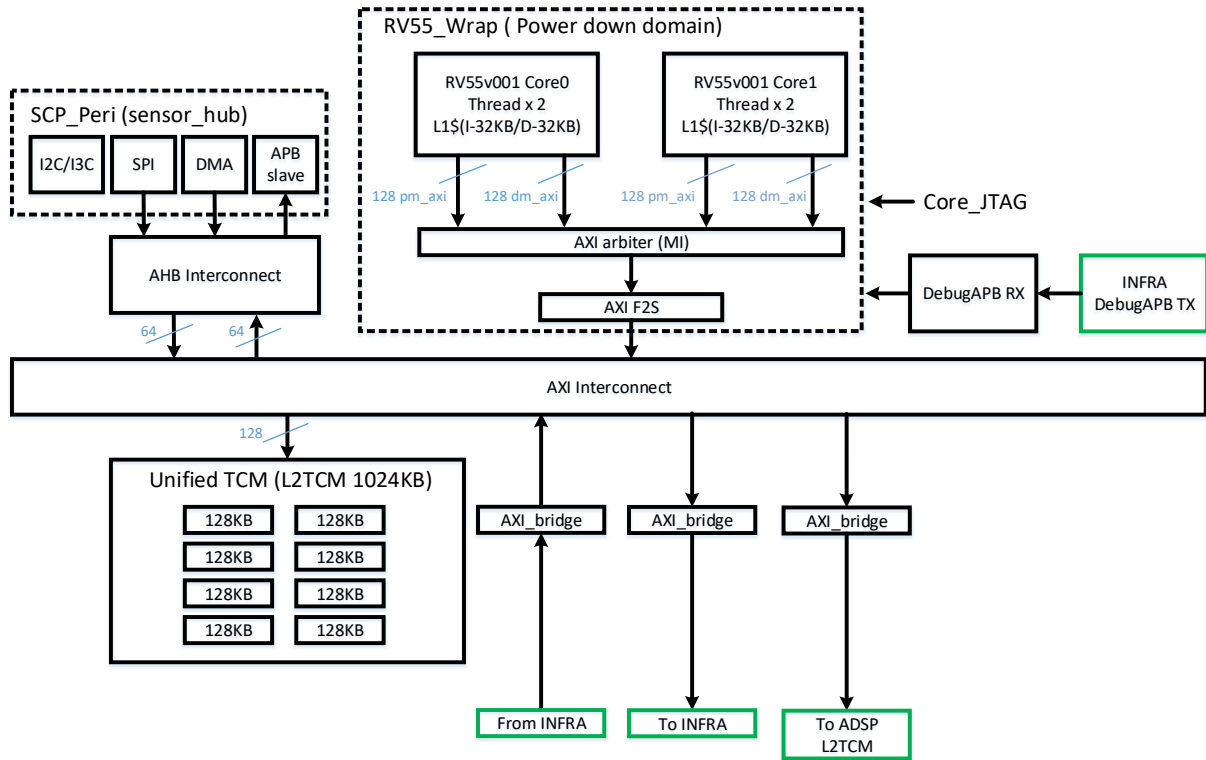 RV55_Wrap ( Power down domain)
RV55v001 Core0
Thread x 2
L1$(I-32KB/D-32KB)
RV55v001 Core1
Thread x 2
L1$(I-32KB/D-32KB)
SCP_Peri (sensor_hub)
I2C/I3C
SPI
DMA
APB
slave
128 pm_axi
128 dm_axi
128 pm_axi
128 dm_axi
Core_JTAG
AXI arbiter (MI)
AHB Interconnect
AXI F2S
DebugAPB RX
INFRA
DebugAPB TX
64
64
AXI Interconnect
128
Unified TCM (L2TCM 1024KB)
128KB
128KB
128KB
128KB
128KB
128KB
128KB
128KB
AXI_bridge
AXI_bridge
AXI_bridge
From INFRA
To INFRA
To ADSP
L2TCM